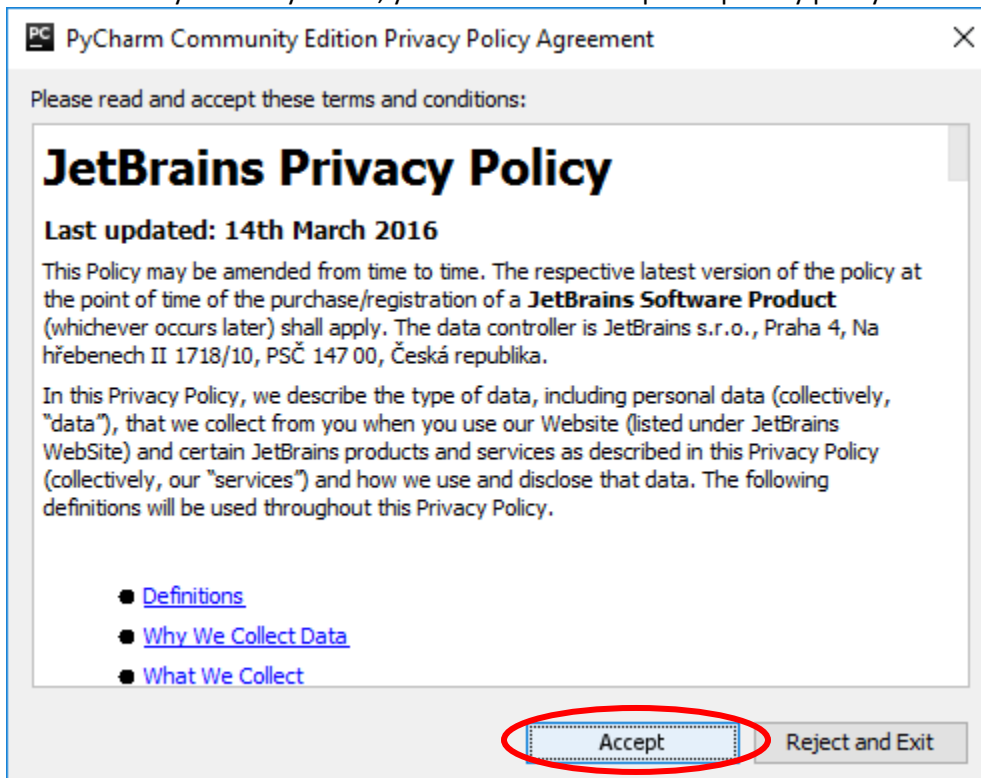 PC PyCharm Community Edition Privacy Policy Agreement
Please read and accept these terms and conditions:
JetBrains Privacy Policy
Last updated: 14th March 2016
This Policy may be amended from time to time. The respective latest version of the policy at
the point of time of the purchase/registration of a JetBrains Software Product
(whichever occurs later) shall apply. The data controller is JetBrains s.r.o., Praha 4, Na
hřebenech II 1718/10, PSČ 147 00, Česká republika.
In this Privacy Policy, we describe the type of data, including personal data (collectively,
“data”), that we collect from you when you use our Website (listed under JetBrains
WebSite) and certain JetBrains products and services as described in this Privacy Policy
(collectively, our “services”) and how we use and disclose that data. The following
definitions will be used throughout this Privacy Policy.
Definitions
Why We Collect Data
What We Collect
Accept Reject and Exit